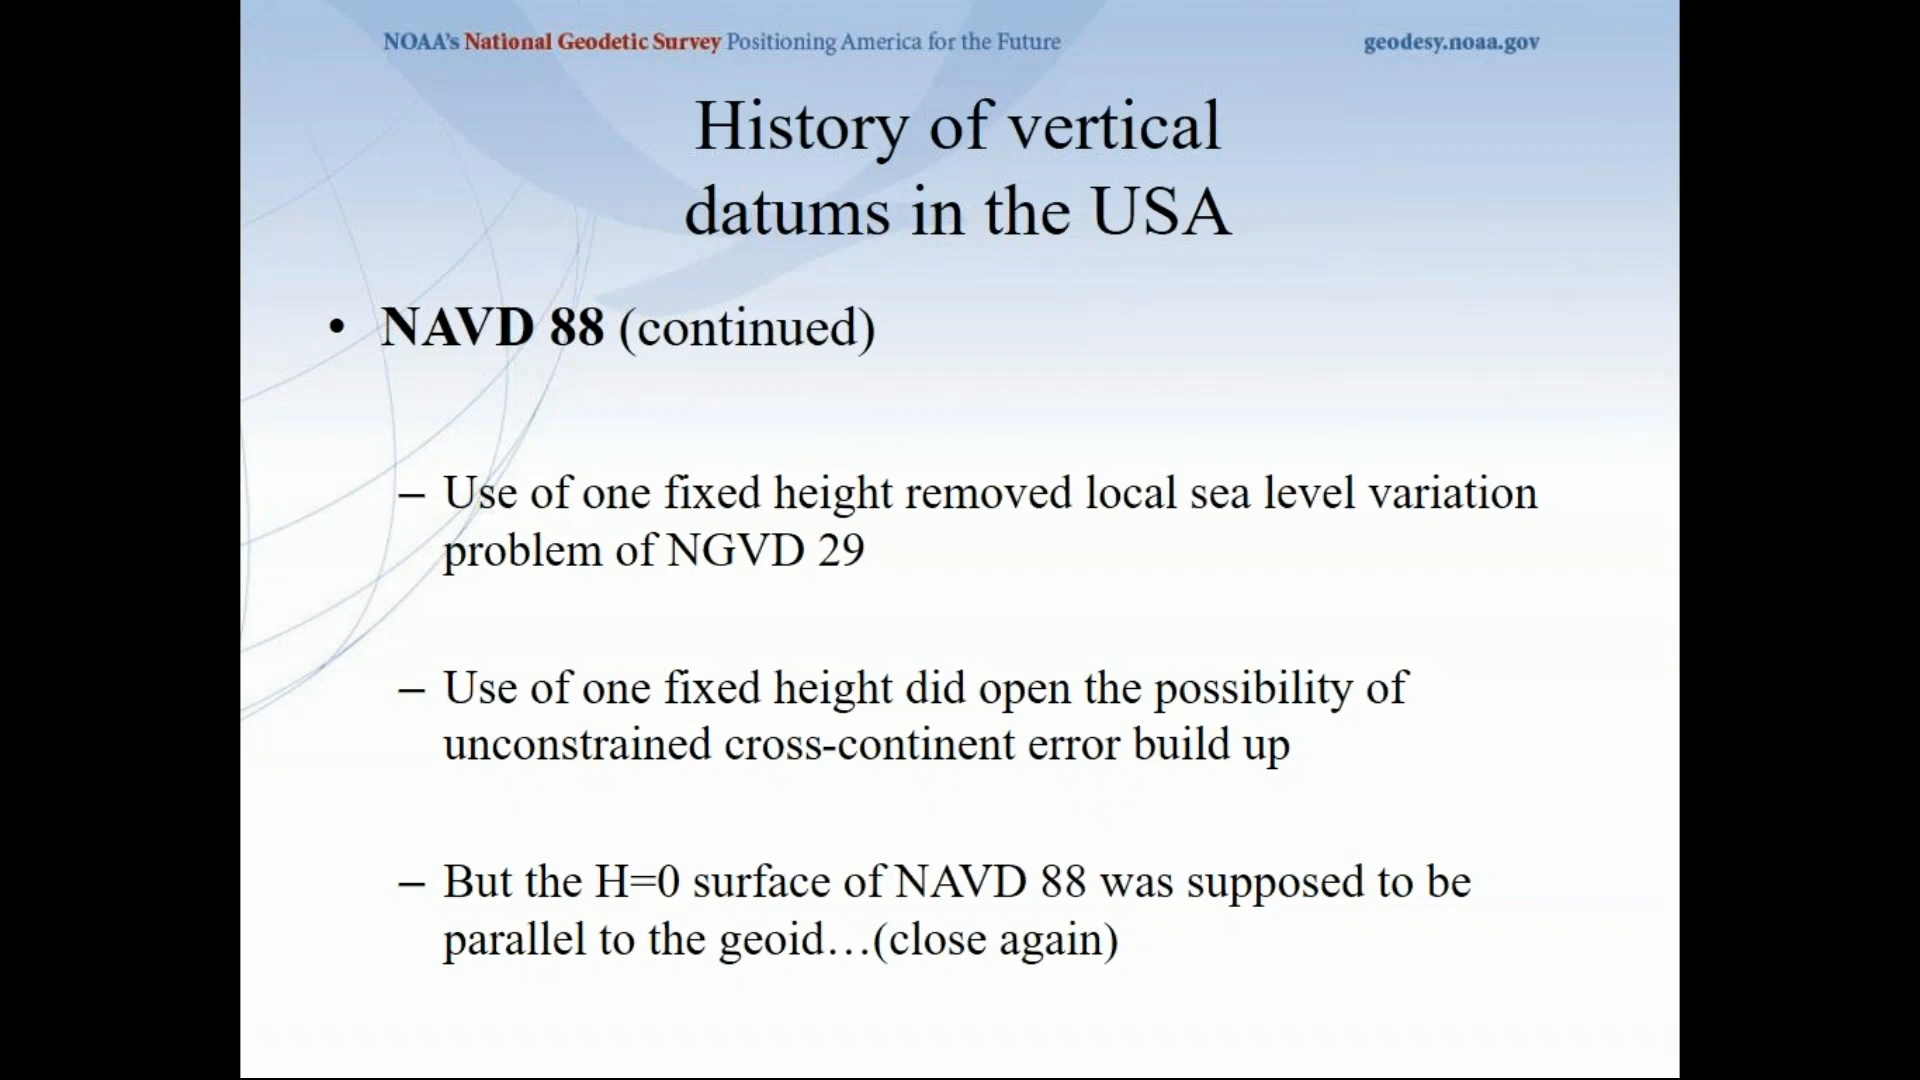 NOAA's National Geodetic Survey Positioning America for the Future geodesy.noaa.gov
History of vertical
datums in the USA
• NAVD 88 (continued)
– Use of one fixed height removed local sea level variation
problem of NGVD 29
– Use of one fixed height did open the possibility of
unconstrained cross-continent error build up
– But the H=0 surface of NAVD 88 was supposed to be
parallel to the geoid…(close again)